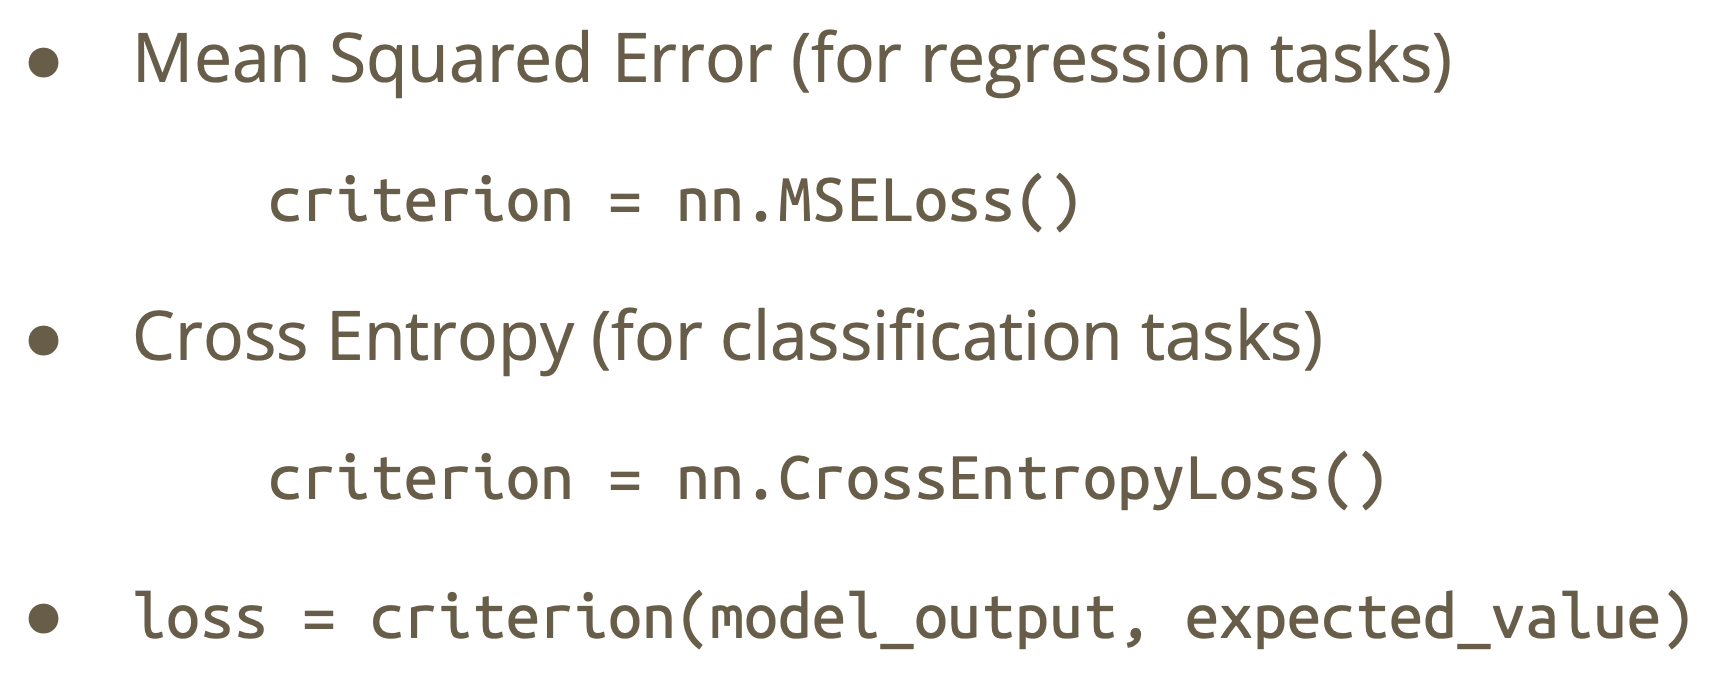 ● Mean Squared Error (for regression tasks)
criterion = nn.MSELoss()
● Cross Entropy (for classification tasks)
criterion = nn.CrossEntropyLoss()
● loss = criterion(model_output, expected_value)